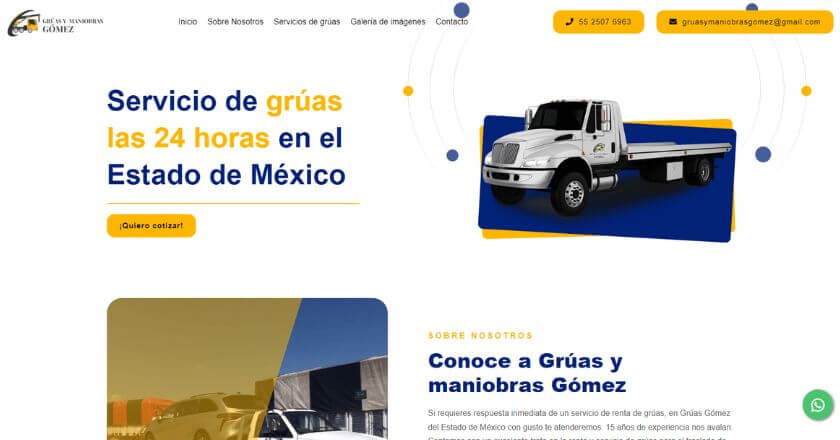 GRÚAS Y MANIOBRAS
GÓMEZ
Inicio Sobre Nosotros Servicios de grúas Galería de imágenes Contacto
55 2507 6963
gruasymaniobrasgomez@gmail.com
Servicio de grúas
las 24 horas en el
Estado de México
¡Quiero cotizar!
SOBRE NOSOTROS
Conoce a Grúas y
maniobras Gómez
Si requieres respuesta inmediata de un servicio de renta de grúas, en Grúas Gómez
del Estado de México con gusto te atenderemos. 15 años de experiencia nos avalan.